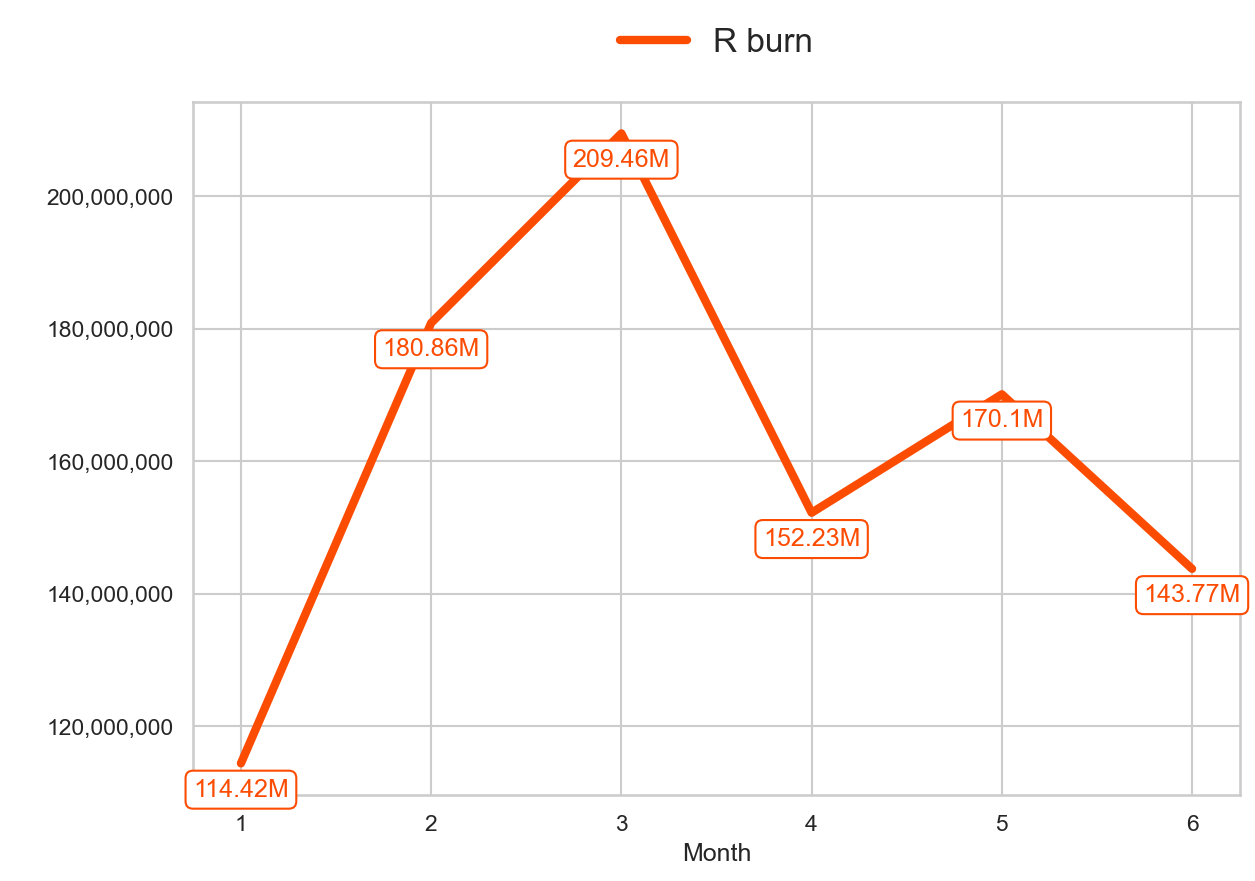 R burn
209.46M
200,000,000
180,000,000
180.86M
170.1M
160,000,000
152.23M
140,000,000
143.77M
120,000,000
114.42M
1 2 3 4 5 6
Month